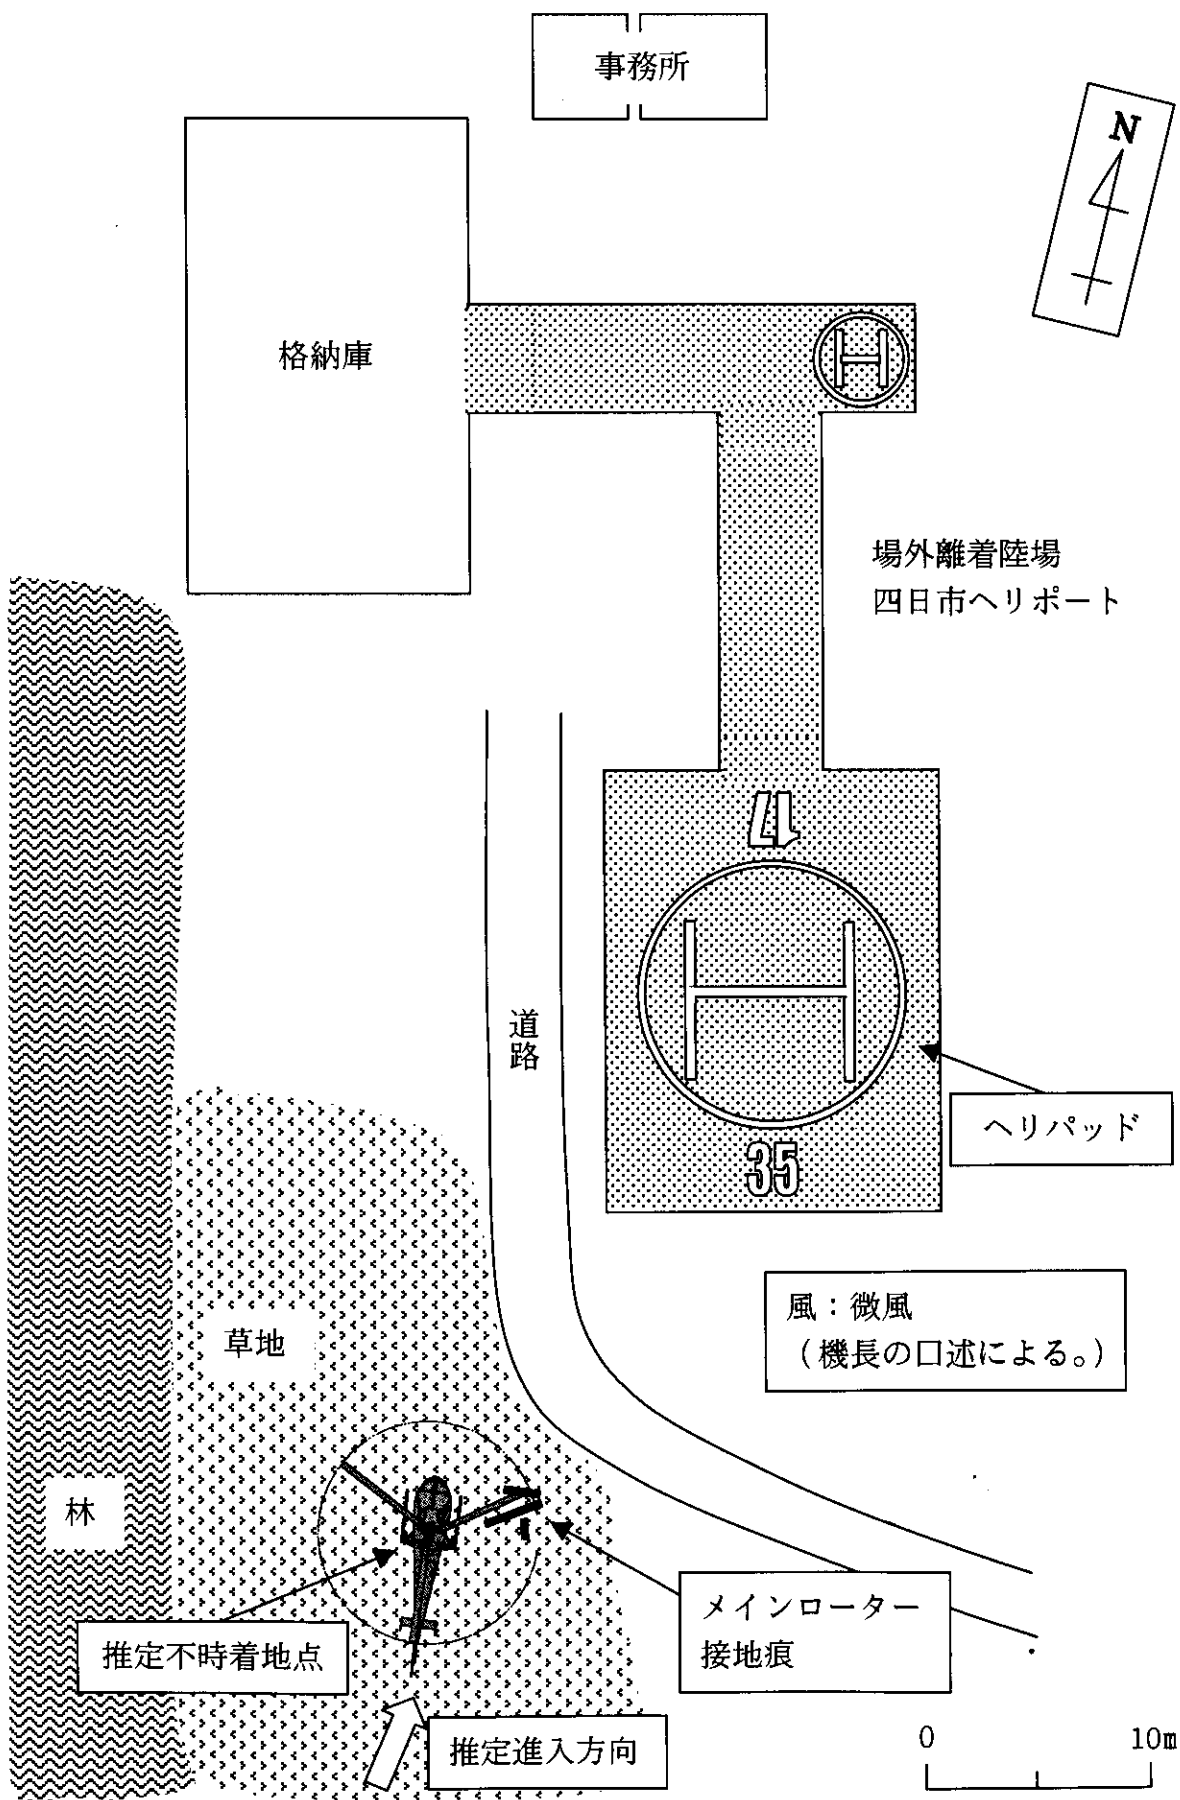 事務所
N
格納庫
H
場外離着陸場
四日市ヘリポート
17
道路
H
ヘリパッド
35
風：微風
（機長の口述による。）
草地
林
メインローター
接地痕
推定不時着地点
推定進入方向
0 10m